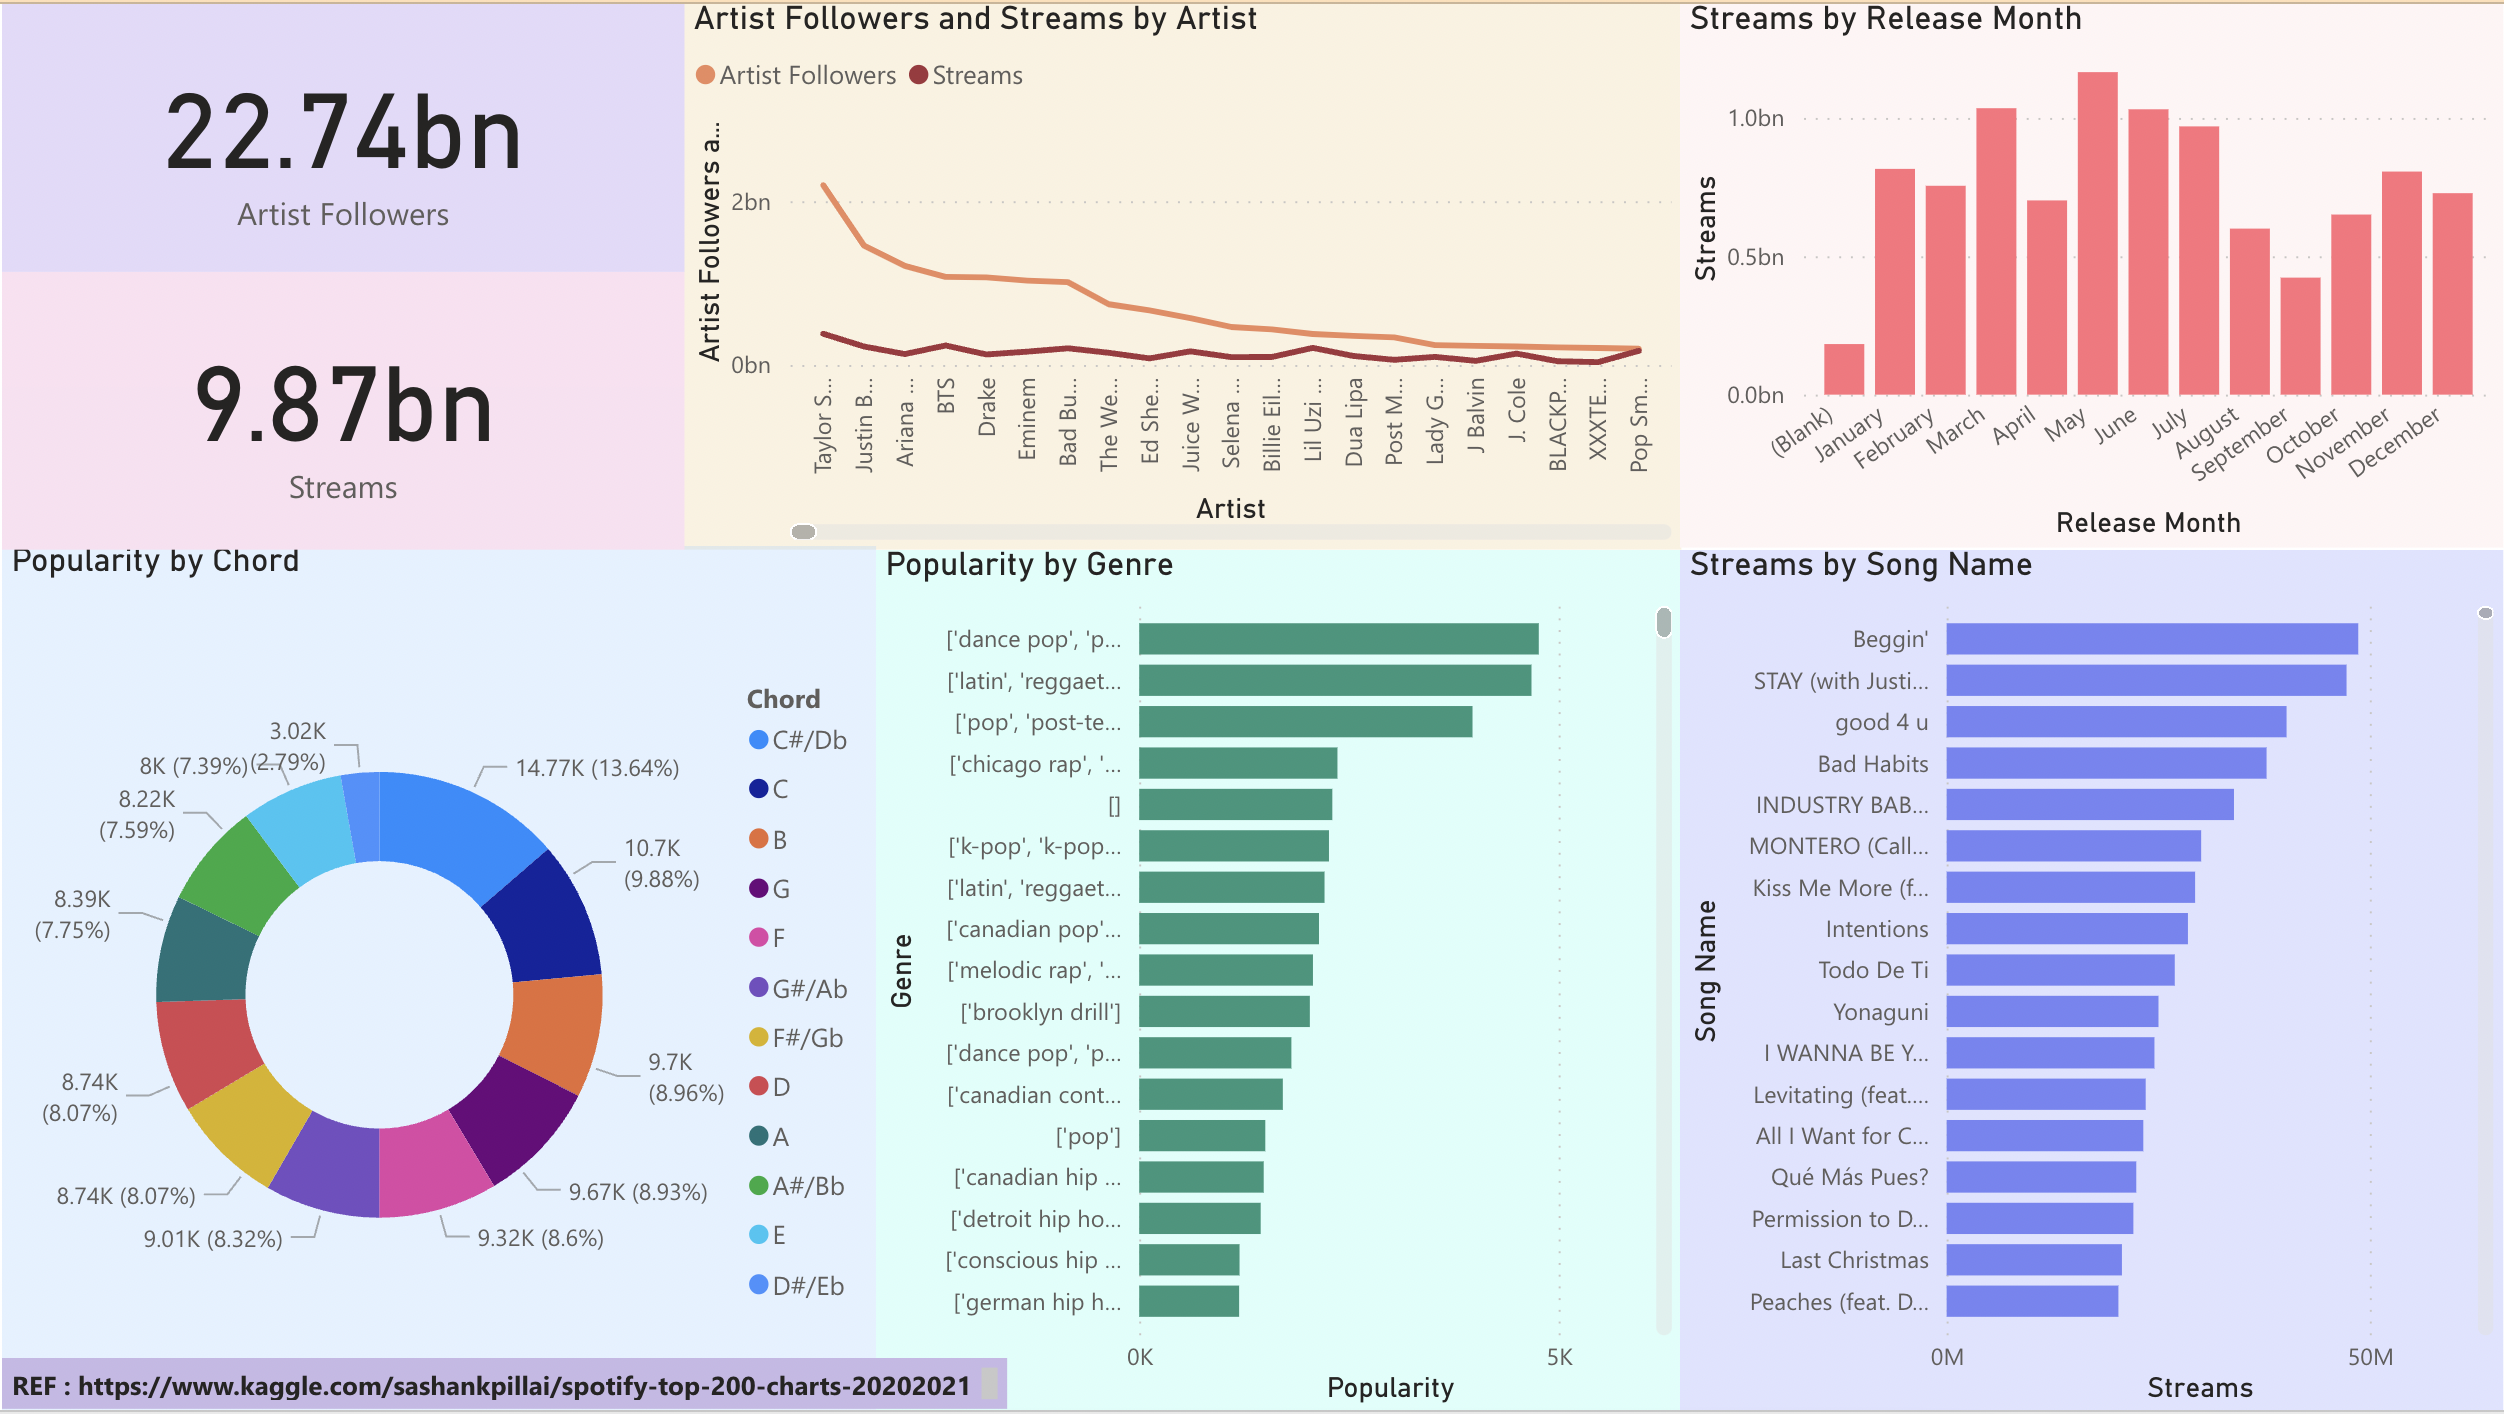 22.74bn
Artist Followers
9.87bn
Streams
Artist Followers and Streams by Artist
Artist Followers Streams
Artist Followers a...
2bn
0bn
Taylor S...
Justin B...
Ariana ...
BTS
Drake
Eminem
Bad Bu...
The We...
Ed She...
Juice W...
Selena ...
Billie Eil...
Lil Uzi ...
Dua Lipa
Post M...
Lady G...
J Balvin
J. Cole
BLACKP...
XXXTE...
Pop Sm...
Artist
Streams by Release Month
Streams
1.0bn
0.5bn
0.0bn
(Blank)
January
February
March
April
May
June
July
August
September
October
November
December
Release Month
Popularity by Chord
3.02K
(2.79%)
8K (7.39%)
8.22K
(7.59%)
8.39K
(7.75%)
8.74K
(8.07%)
8.74K (8.07%)
9.01K (8.32%)
9.32K (8.6%)
9.67K (8.93%)
9.7K
(8.96%)
10.7K
(9.88%)
14.77K (13.64%)
Chord
C#/Db
C
B
G
F
G#/Ab
F#/Gb
D
A
A#/Bb
E
D#/Eb
Popularity by Genre
Genre
['dance pop', 'p...
['latin', 'reggaet...
['pop', 'post-te...
['chicago rap', '...
[]
['k-pop', 'k-pop...
['latin', 'reggaet...
['canadian pop'...
['melodic rap', '...
['brooklyn drill']
['dance pop', 'p...
['canadian cont...
['pop']
['canadian hip ...
['detroit hip ho...
['conscious hip ...
['german hip h...
0K
5K
Popularity
Streams by Song Name
Song Name
Beggin'
STAY (with Justi...
good 4 u
Bad Habits
INDUSTRY BAB...
MONTERO (Call...
Kiss Me More (f...
Intentions
Todo De Ti
Yonaguni
I WANNA BE Y...
Levitating (feat....
All I Want for C...
Qué Más Pues?
Permission to D...
Last Christmas
Peaches (feat. D...
0M
50M
Streams
REF : https://www.kaggle.com/sashankpillai/spotify-top-200-charts-20202021